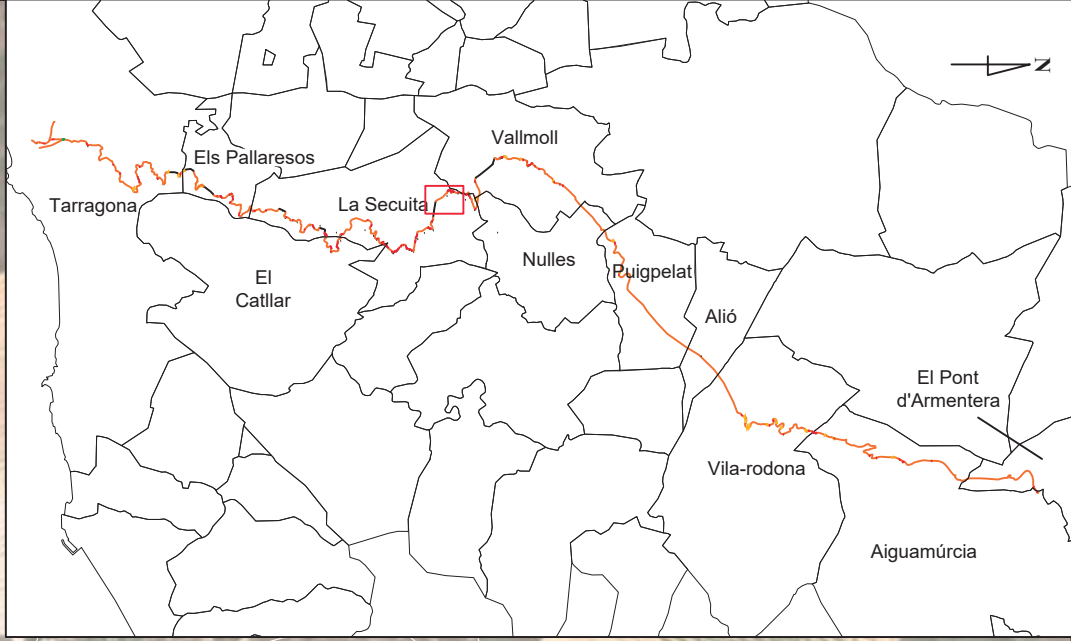 N
Vallmoll
Els Pallaresos
Tarragona
La Secuita
Nulles
El
Catllar
Puigpelat
Alió
El Pont
d'Armentera
Vila-rodona
Aiguamúrcia